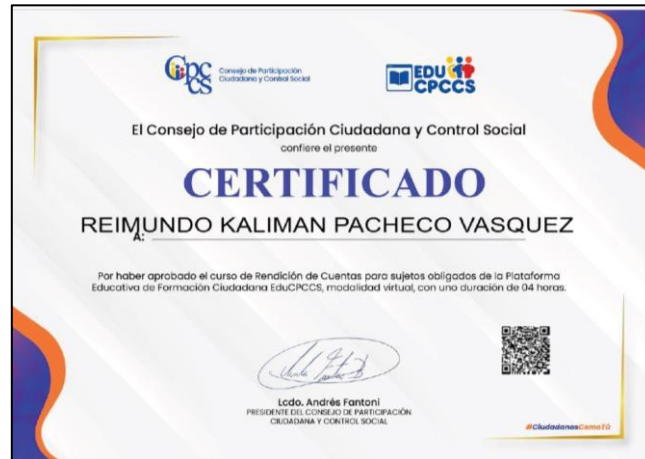 CPCCS
Consejo de Participación
Ciudadana y Control Social
EDU
CPCCS
El Consejo de Participación Ciudadana y Control Social
confiere el presente
CERTIFICADO
REIMUNDO KALIMAN PACHECO VASQUEZ
A:
Por haber aprobado el curso de Rendición de Cuentas para sujetos obligados de la Plataforma
Educativa de Formación Ciudadana EduCPCCS, modalidad virtual, con uno duración de 04 horas.
Lcdo. Andrés Fantoni
PRESIDENTE DEL CONSEJO DE PARTICIPACIÓN
CIUDADANA Y CONTROL SOCIAL
#CiudadanosComoTú